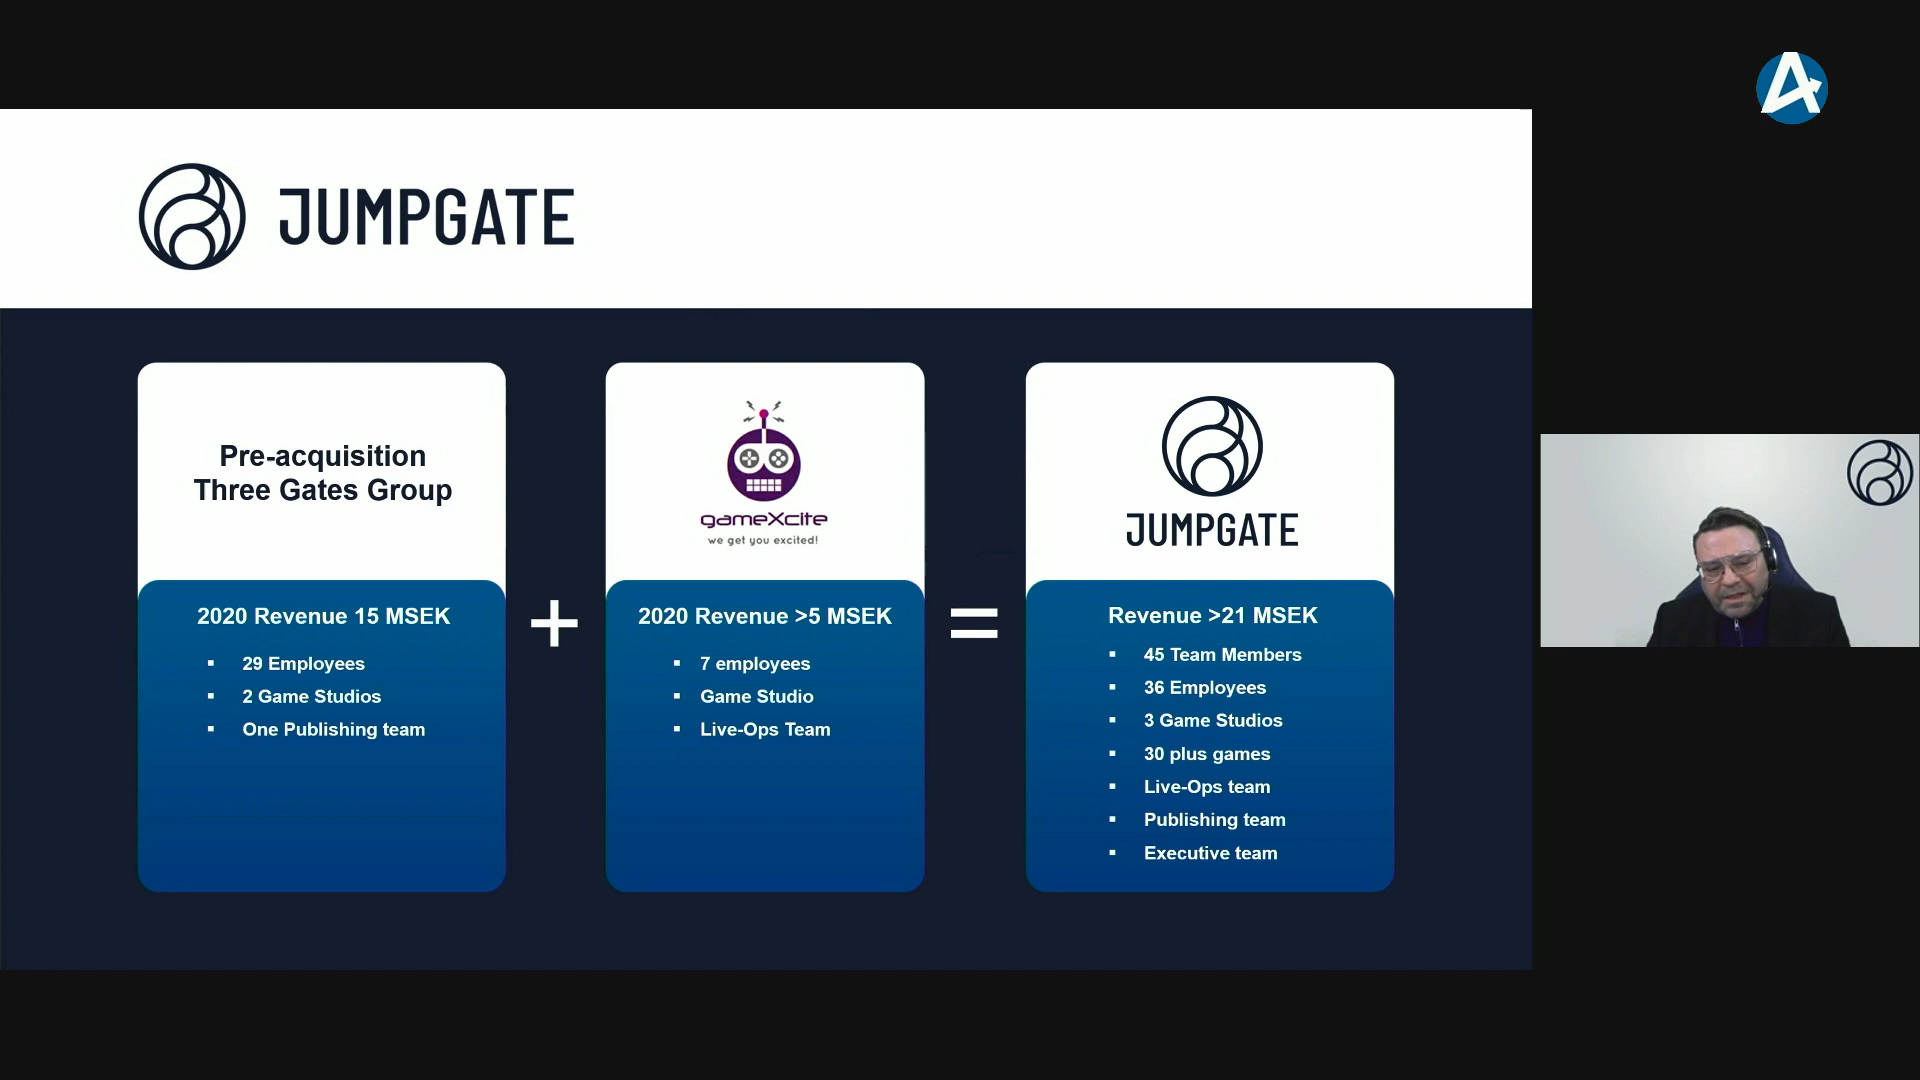 JUMPGATE
Pre-acquisition
Three Gates Group
2020 Revenue 15 MSEK
▪ 29 Employees
▪ 2 Game Studios
▪ One Publishing team
+
gameXcite
we get you excited!
2020 Revenue >5 MSEK
▪ 7 employees
▪ Game Studio
▪ Live-Ops Team
=
JUMPGATE
Revenue >21 MSEK
▪ 45 Team Members
▪ 36 Employees
▪ 3 Game Studios
▪ 30 plus games
▪ Live-Ops team
▪ Publishing team
▪ Executive team